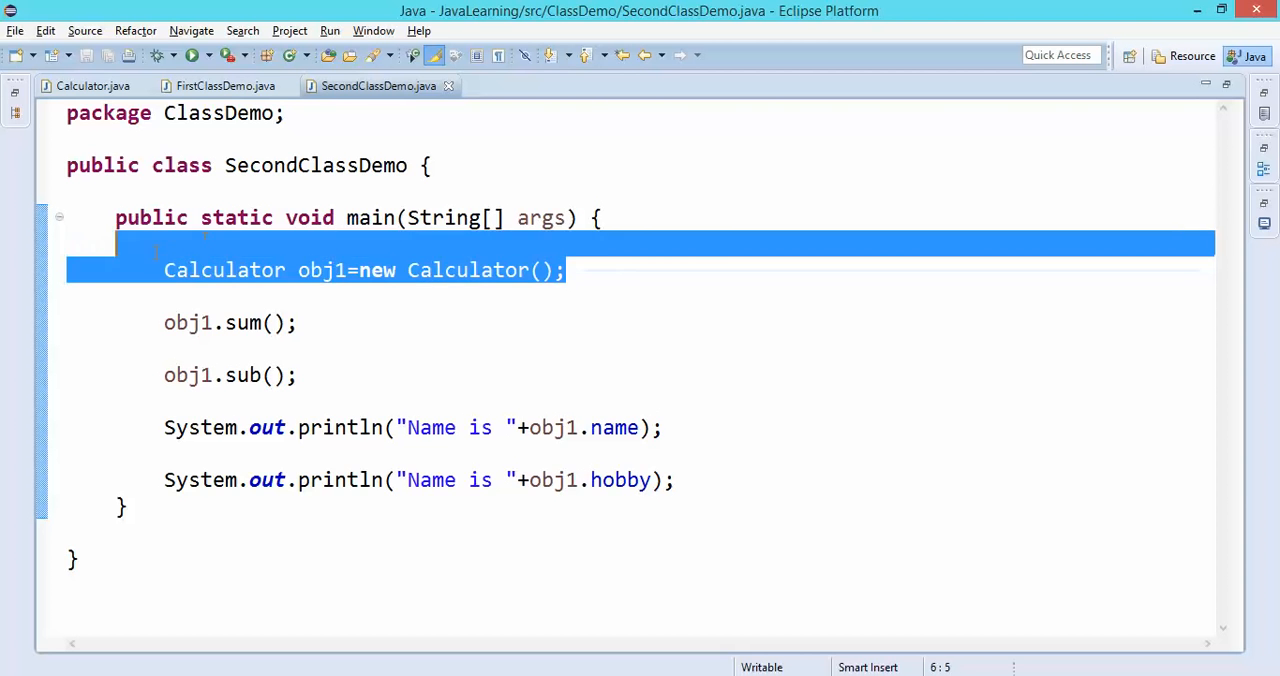 Java - JavaLearning/src/ClassDemo/SecondClassDemo.java - Eclipse Platform
File Edit Source Refactor Navigate Search Project Run Window Help
Quick Access Resource Java
Calculator.java FirstClassDemo.java SecondClassDemo.java
package ClassDemo;
public class SecondClassDemo {
public static void main(String[] args) {
Calculator obj1=new Calculator();
obj1.sum();
obj1.sub();
System.out.println("Name is "+obj1.name);
System.out.println("Name is "+obj1.hobby);
}
}
Writable Smart Insert 6 : 5